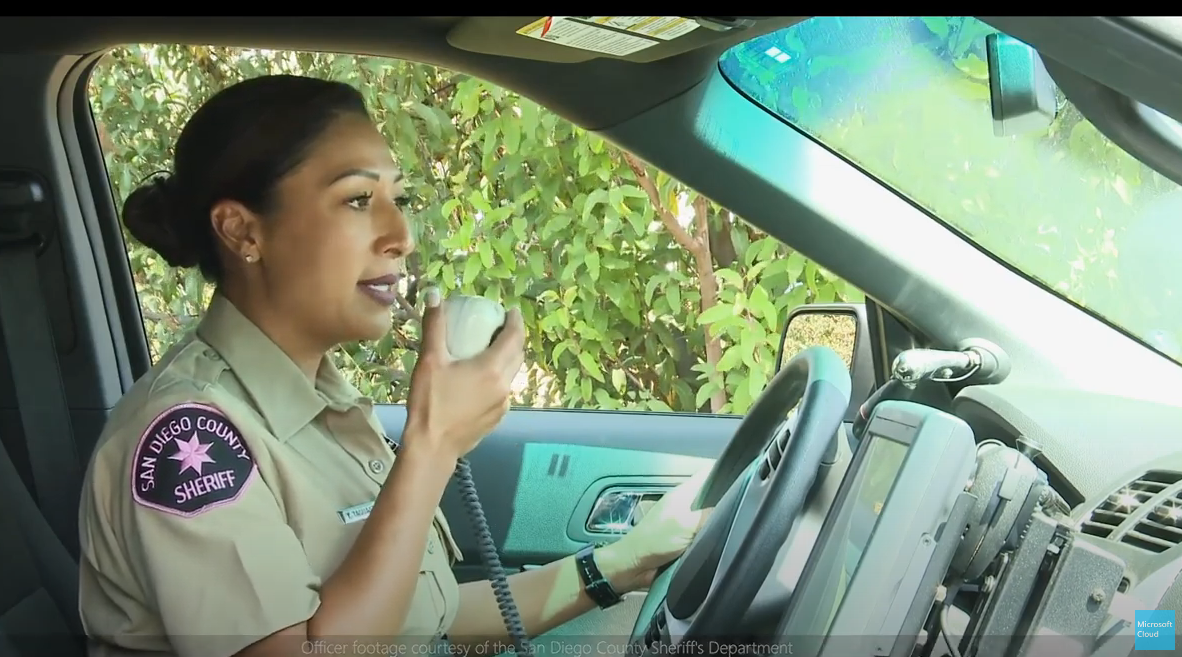 SAN DIEGO COUNTY
SHERIFF
Officer footage courtesy of the San Diego County Sheriff's Department
Microsoft
Cloud